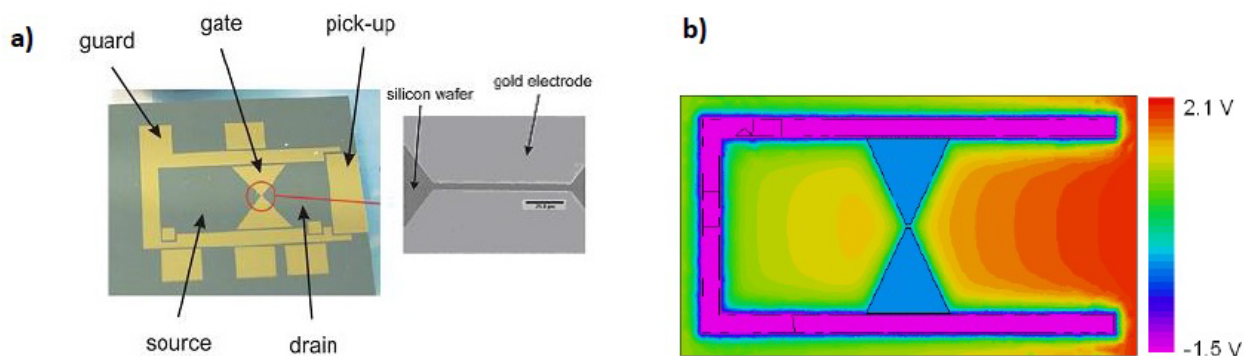 a)
guard
gate
pick-up
silicon wafer
gold electrode
source
drain
b)
2.1 V
-1.5 V